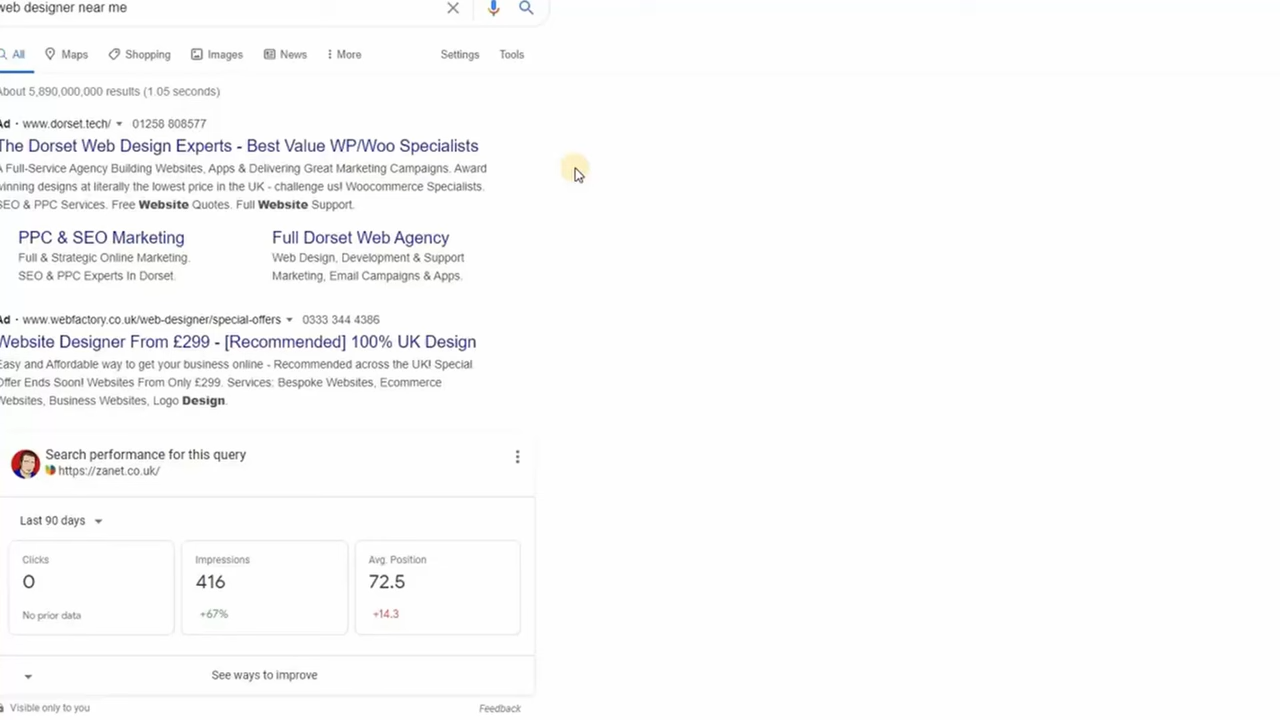 web designer near me
All Maps Shopping Images News More Settings Tools
About 5,890,000,000 results (1.05 seconds)
Ad · www.dorset.tech/ 01258 808577
The Dorset Web Design Experts - Best Value WP/Woo Specialists
A Full-Service Agency Building Websites, Apps & Delivering Great Marketing Campaigns. Award
winning designs at literally the lowest price in the UK - challenge us! Woocommerce Specialists.
SEO & PPC Services. Free Website Quotes. Full Website Support.
PPC & SEO Marketing
Full & Strategic Online Marketing.
SEO & PPC Experts In Dorset.
Full Dorset Web Agency
Web Design, Development & Support
Marketing, Email Campaigns & Apps.
Ad · www.webfactory.co.uk/web-designer/special-offers 0333 344 4386
Website Designer From £299 - [Recommended] 100% UK Design
Easy and Affordable way to get your business online - Recommended across the UK! Special
Offer Ends Soon! Websites From Only £299. Services: Bespoke Websites, Ecommerce
Websites, Business Websites, Logo Design.
Search performance for this query
https://zanet.co.uk/
Last 90 days
Clicks
0
No prior data
Impressions
416
+67%
Avg. Position
72.5
+14.3
See ways to improve
Visible only to you
Feedback